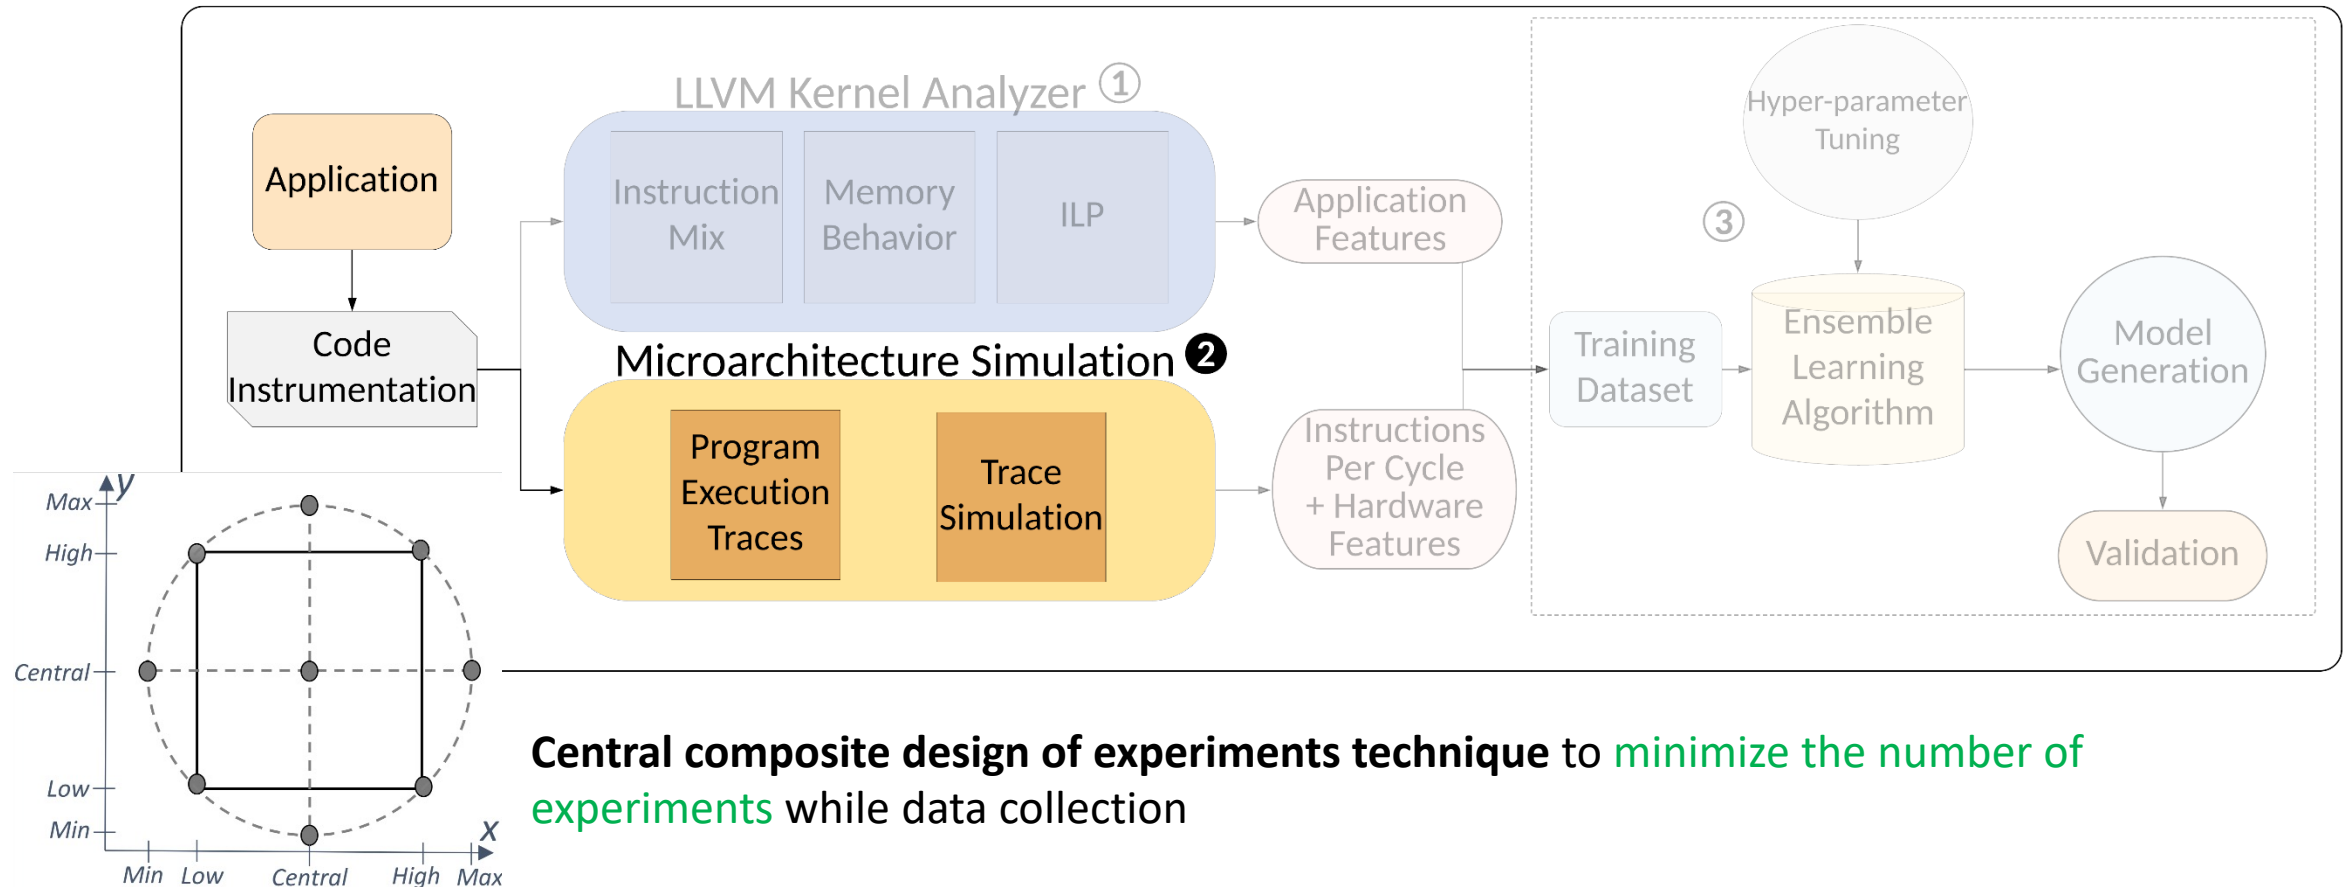 LLVM Kernel Analyzer ①
Application
Instruction
Mix
Memory
Behavior
ILP
Application
Features
Hyper-parameter
Tuning
③
Code
Instrumentation
Microarchitecture Simulation ❷
Program
Execution
Traces
Trace
Simulation
Instructions
Per Cycle
+ Hardware
Features
Training
Dataset
Ensemble
Learning
Algorithm
Model
Generation
Validation
y
Max
High
Central
Low
Min
x
Min Low Central High Max
Central composite design of experiments technique to minimize the number of
experiments while data collection